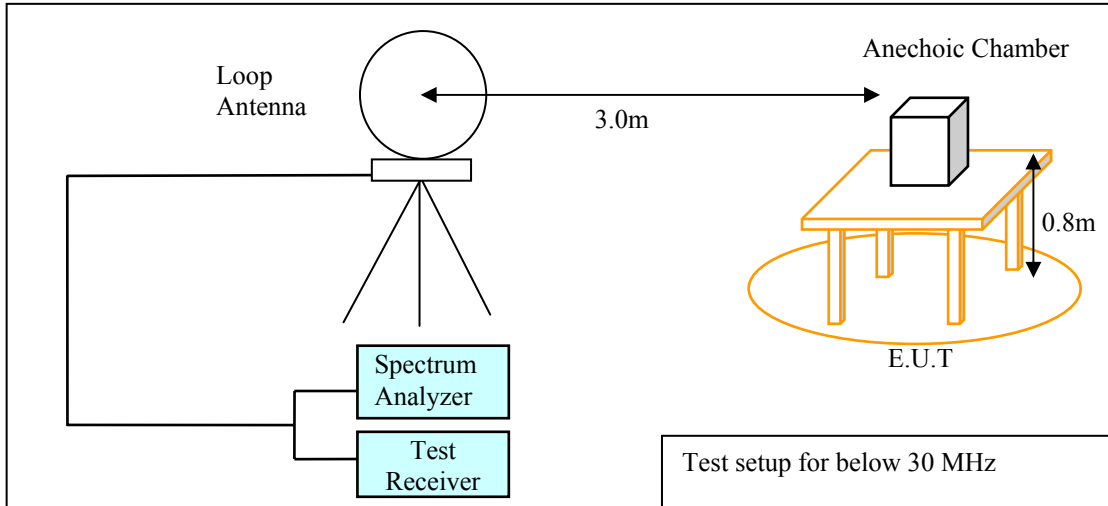 Anechoic Chamber
Loop
Antenna
3.0m
0.8m
E.U.T
Spectrum
Analyzer
Test
Receiver
Test setup for below 30 MHz